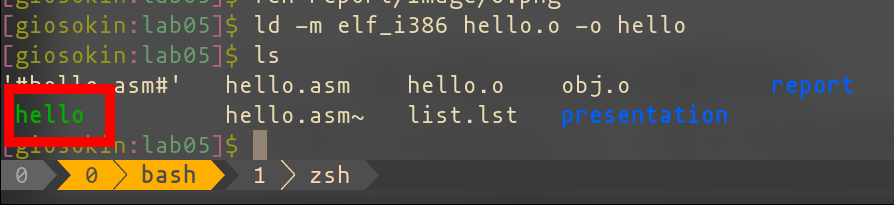 [giosokin:lab05]$ ld -m elf_i386 hello.o -o hello
[giosokin:lab05]$ ls
'#hello.asm#' hello.asm hello.o obj.o report
hello hello.asm~ list.lst presentation
[giosokin:lab05]$
0 0 bash 1 zsh